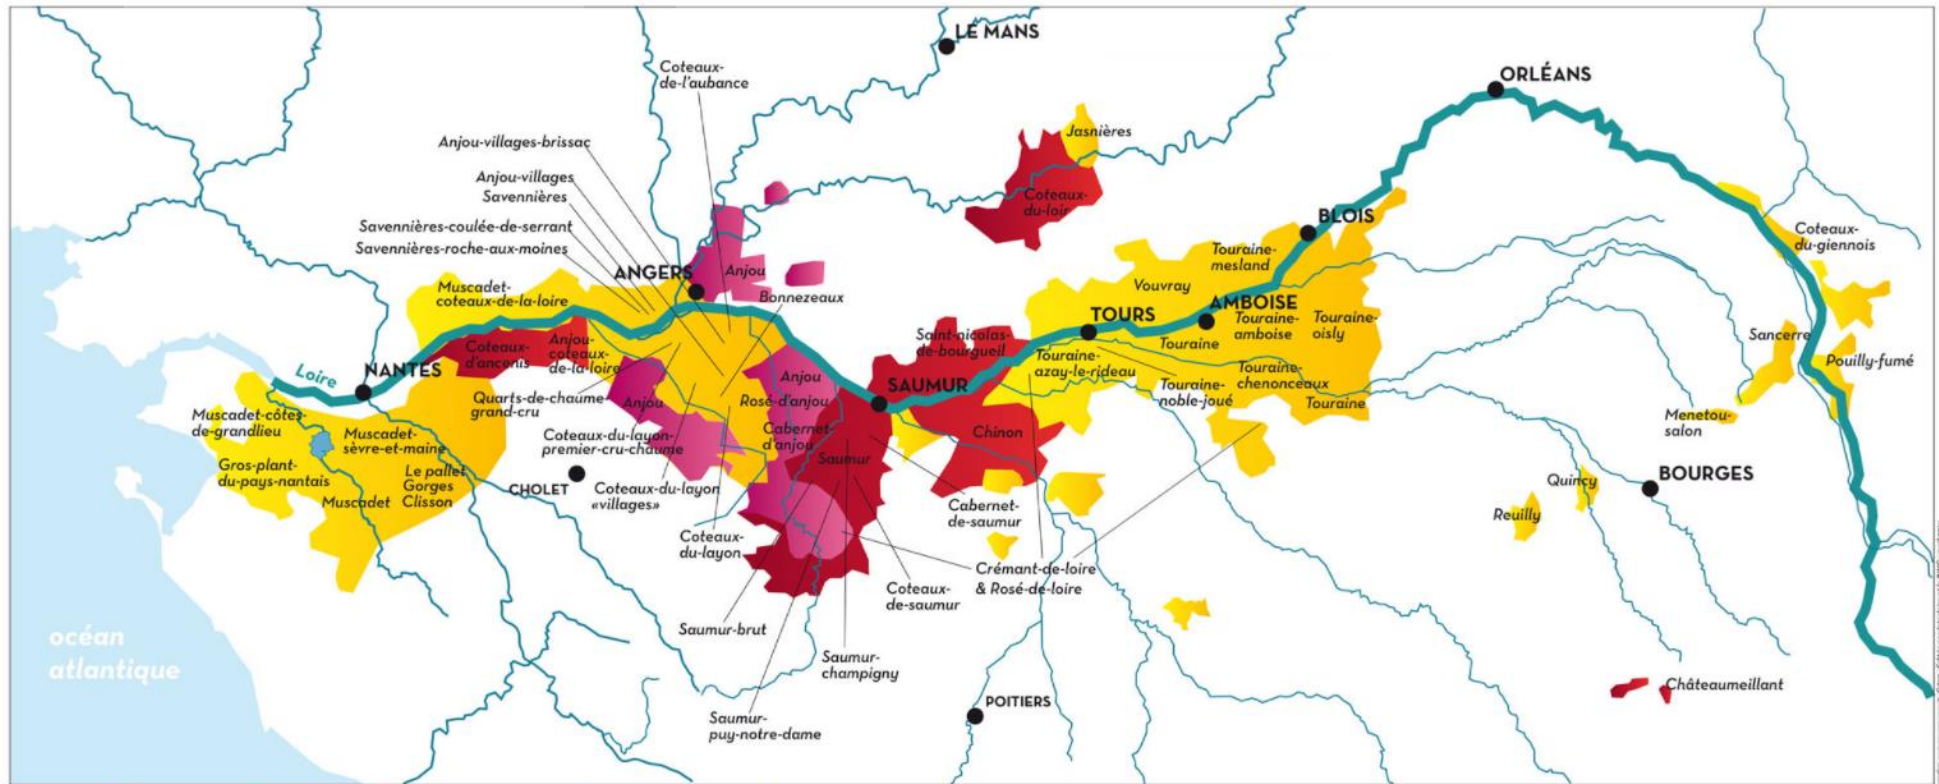 LE MANS
Coteaux-
de-l'aubance
ORLÉANS
Jasnières
Anjou-villages-brissac
Anjou-villages
Savennières
Savennières-coulée-de-serrant
Savennières-roche-aux-moines
Coteaux-
du-loir
BLOIS
Coteaux-
du-giennois
Touraine-
mesland
ANGERS
Anjou
Muscadet-
coteaux-de-la-loire
Bonnezeaux
Vouvray
AMBOISE
TOURS
Touraine-
amboise
Touraine-
oisly
Saint-nicolas-
de-bourgueil
Touraine
Sancerre
Coteaux-
d'ancenis
Anjou-
coteaux-
de-la-loire
Touraine-
azay-le-rideau
Pouilly-fumé
NANTES
Loire
Anjou
SAUMUR
Touraine-
chenonceaux
Touraine-
noble-joué
Quarts-de-chaume-
grand-cru
Anjou
Rosé-d'anjou
Touraine
Muscadet-côtes-
de-grandlieu
Menetou-
salon
Muscadet-
sèvre-et-maine
Coteaux-du-layon-
premier-cru-chaume
Cabernet-
d'anjou
Chinon
Saumur
Gros-plant-
du-pays-nantais
Le pallet
Gorges
Clisson
Muscadet
CHOLET
Coteaux-du-layon
«villages»
BOURGES
Quincy
Reuilly
Cabernet-
de-saumur
Coteaux-
du-layon
Crémant-de-loire
& Rosé-de-loire
Coteaux-
de-saumur
Saumur-brut
océan
atlantique
Saumur-
champigny
Châteaumeillant
POITIERS
Saumur-
puy-notre-dame